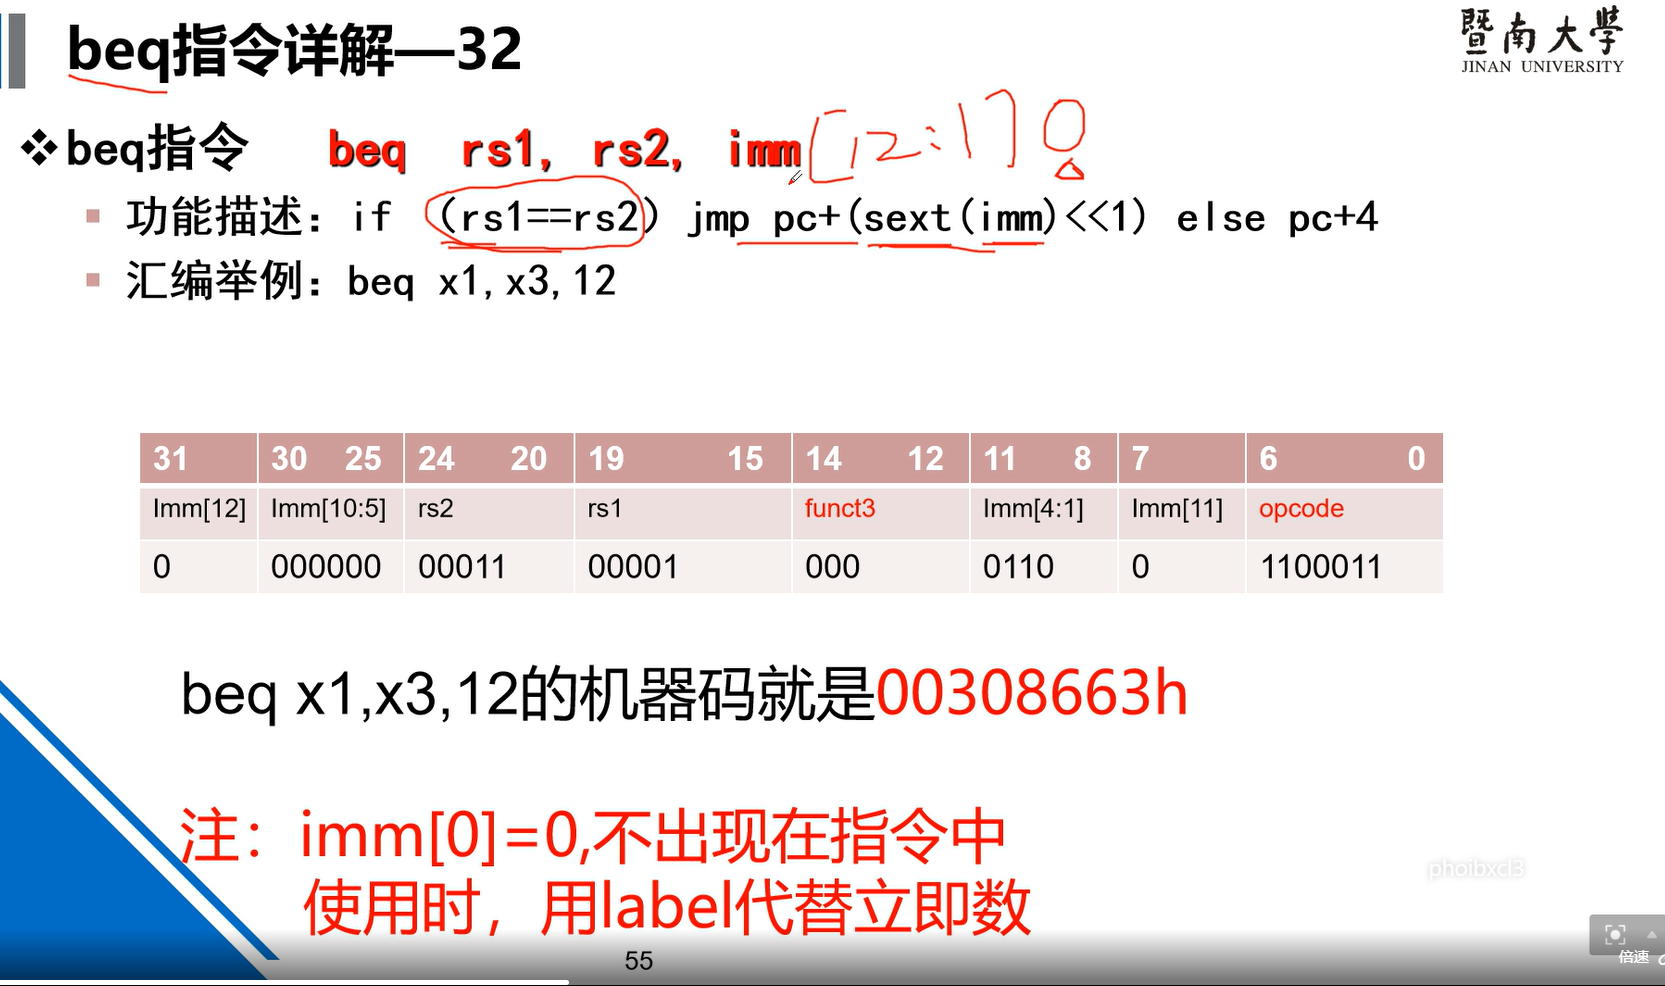 beq指令详解—32
暨南大學
JINAN UNIVERSITY
❖beq指令 beq rs1, rs2, imm [12:1] 0
▪ 功能描述：if (rs1==rs2) jmp pc+(sext(imm)<<1) else pc+4
▪ 汇编举例：beq x1,x3,12
31 30 25 24 20 19 15 14 12 11 8 7 6 0
Imm[12] Imm[10:5] rs2 rs1 funct3 Imm[4:1] Imm[11] opcode
0 000000 00011 00001 000 0110 0 1100011
beq x1,x3,12的机器码就是00308663h
注：imm[0]=0,不出现在指令中
使用时，用label代替立即数
phoibxcl3
倍速
55